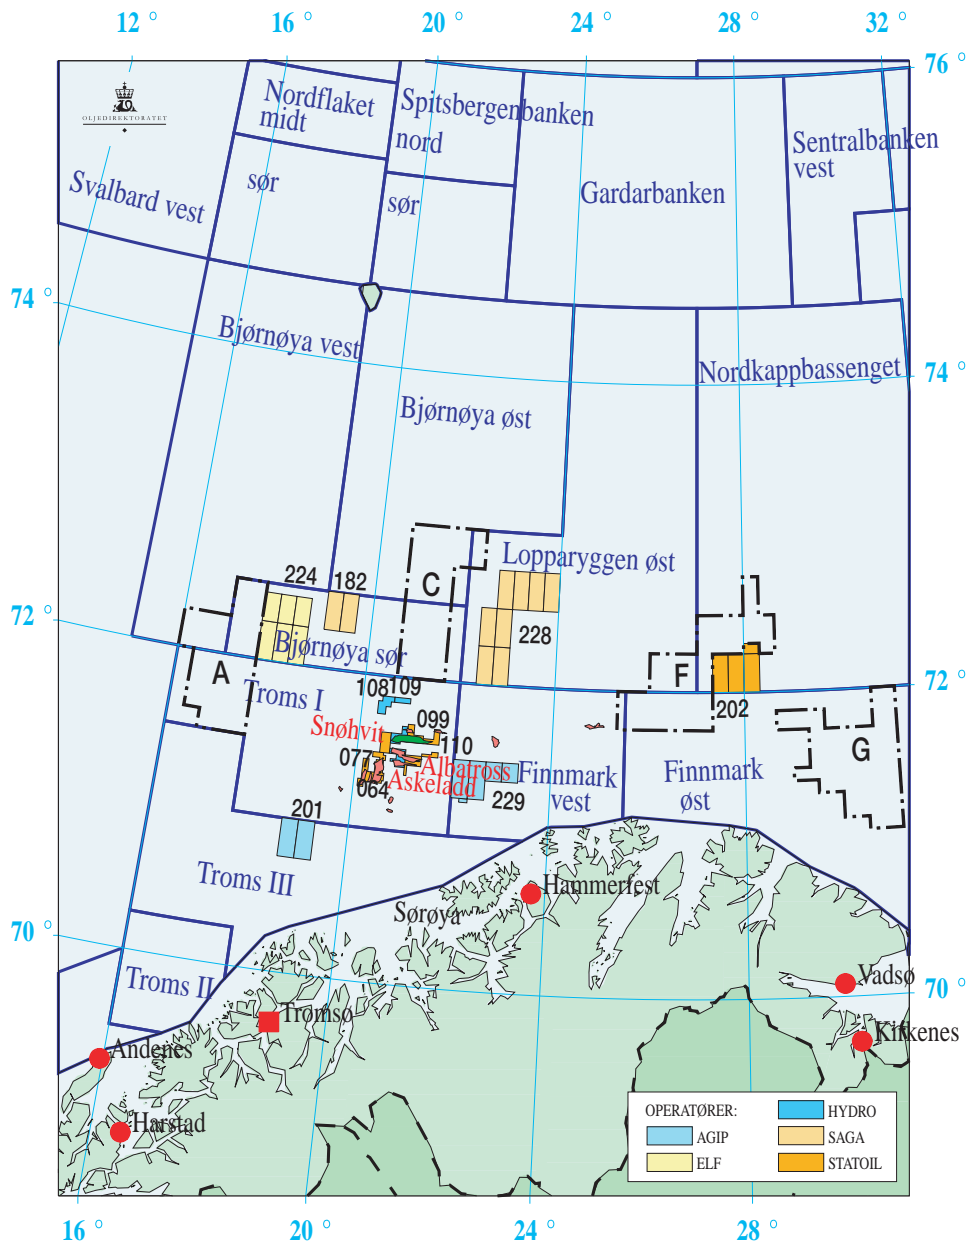 12 °
16 °
20 °
24 °
28 °
32 °
76 °
OLJEDIREKTORATET
Nordflaket
midt
Spitsbergenbanken
nord
Sentralbanken
vest
Svalbard vest
sør
sør
Gardarbanken
74 °
Bjørnøya vest
Nordkappbassenget
74 °
Bjørnøya øst
Lopparyggen øst
224
182
C
72 °
228
Bjørnøya sør
A
F
72 °
Troms I
108
109
202
Snøhvit
099
110
G
077
Albatross
Askeladd
064
Finnmark
vest
Finnmark
øst
229
201
Troms III
Hammerfest
Sørøya
70 °
Vadsø
70 °
Troms II
Tromsø
Kirkenes
Andenes
Harstad
OPERATØRER:
HYDRO
AGIP
SAGA
ELF
STATOIL
16 °
20 °
24 °
28 °